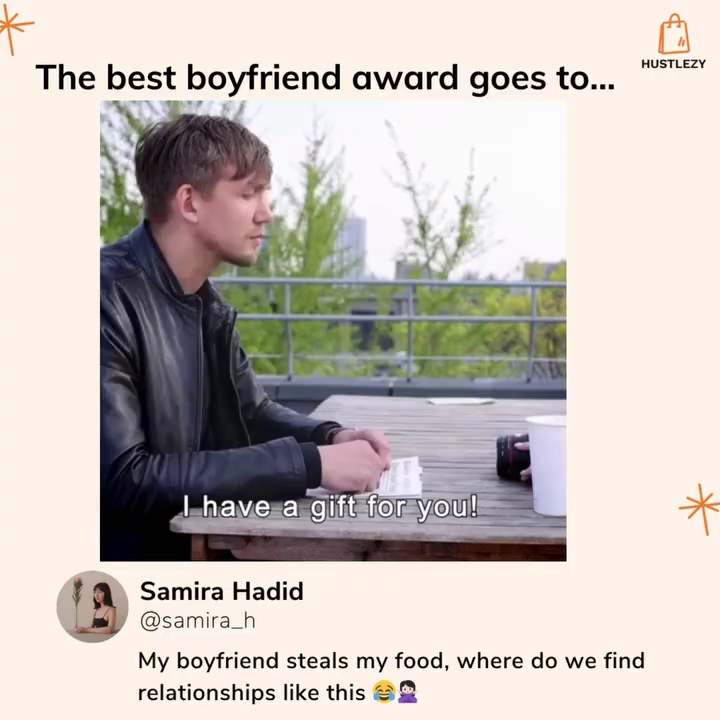 HUSTLEZY
The best boyfriend award goes to...
I have a gift for you!
Samira Hadid
@samira_h
My boyfriend steals my food, where do we find
relationships like this 😂🤦🏻‍♀️